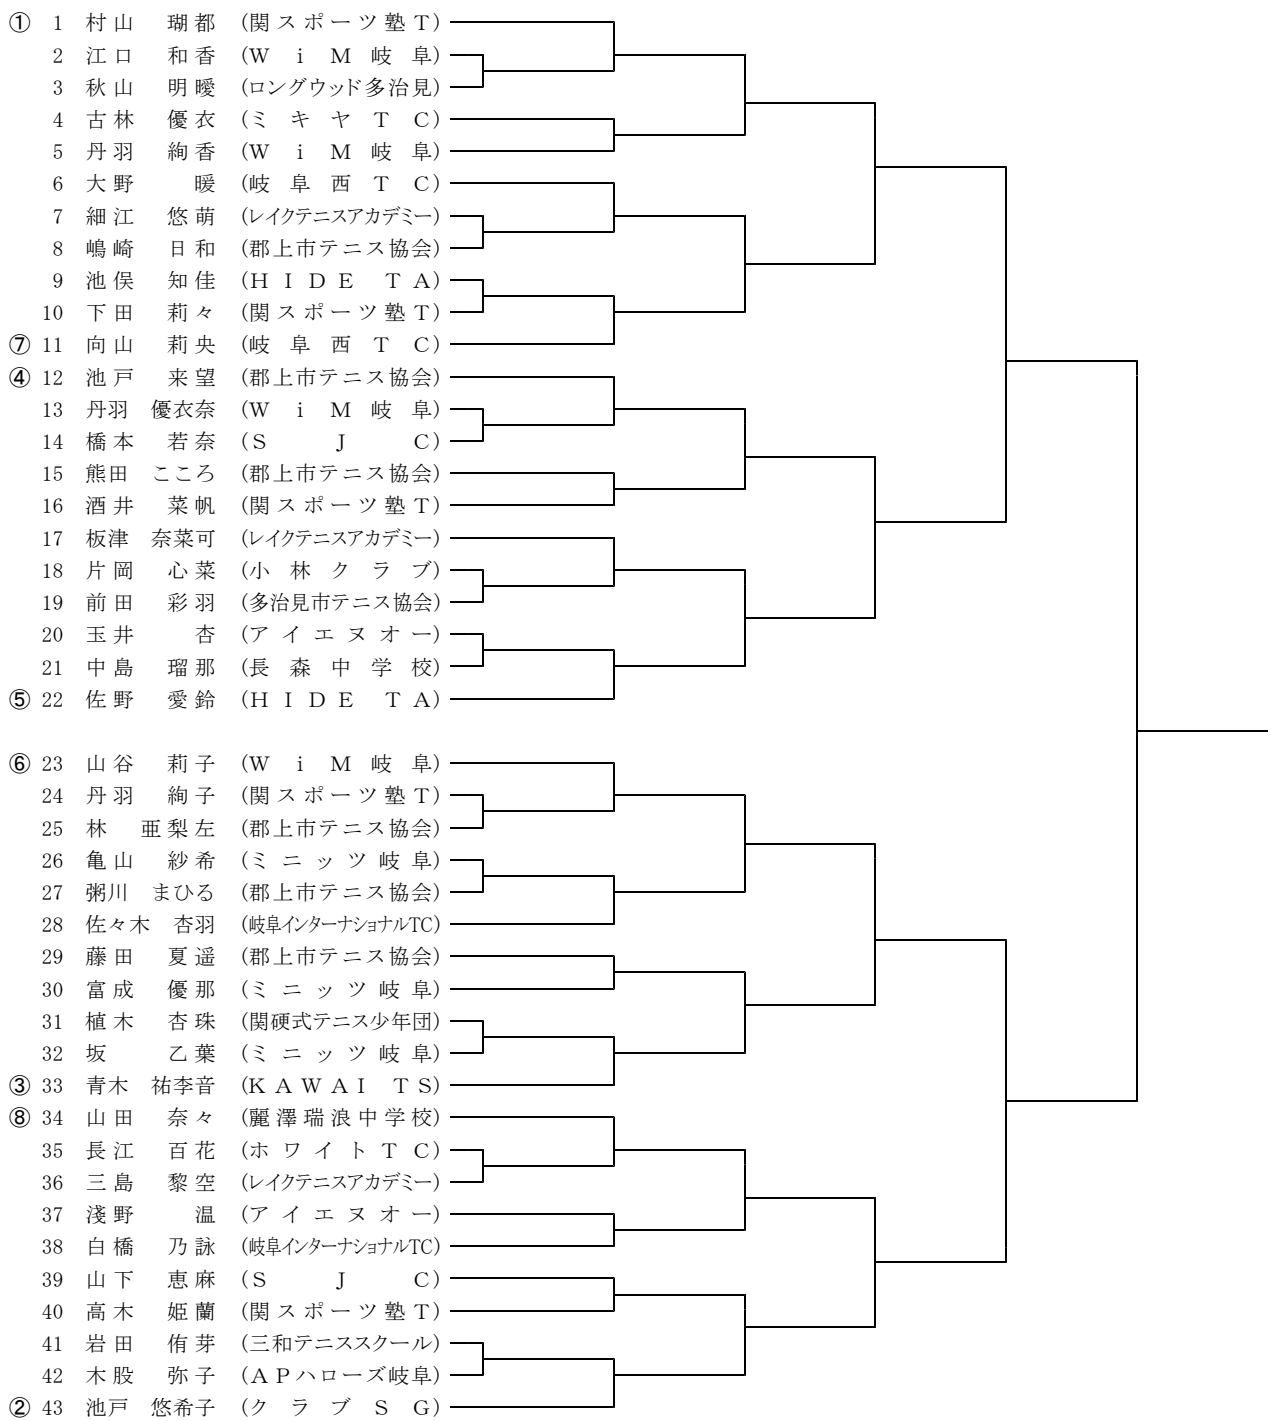 ① 1 村山 瑚都 (関スポーツ塾T)
2 江口 和香 (WiM岐阜)
3 秋山 明曖 (ロングウッド多治見)
4 古林 優衣 (ミキヤTC)
5 丹羽 絢香 (WiM岐阜)
6 大野 暖 (岐阜西TC)
7 細江 悠萌 (レイクテニスアカデミー)
8 嶋崎 日和 (郡上市テニス協会)
9 池俣 知佳 (HIDE TA)
10 下田 莉々 (関スポーツ塾T)
⑦ 11 向山 莉央 (岐阜西TC)
④ 12 池戸 来望 (郡上市テニス協会)
13 丹羽 優衣奈 (WiM岐阜)
14 橋本 若奈 (SJC)
15 熊田 こころ (郡上市テニス協会)
16 酒井 菜帆 (関スポーツ塾T)
17 板津 奈菜可 (レイクテニスアカデミー)
18 片岡 心菜 (小林クラブ)
19 前田 彩羽 (多治見市テニス協会)
20 玉井 杏 (アイエヌオー)
21 中島 瑠那 (長森中学校)
⑤ 22 佐野 愛鈴 (HIDE TA)
⑥ 23 山谷 莉子 (WiM岐阜)
24 丹羽 絢子 (関スポーツ塾T)
25 林 亜梨左 (郡上市テニス協会)
26 亀山 紗希 (ミニッツ岐阜)
27 粥川 まひる (郡上市テニス協会)
28 佐々木 杏羽 (岐阜インターナショナルTC)
29 藤田 夏遥 (郡上市テニス協会)
30 富成 優那 (ミニッツ岐阜)
31 植木 杏珠 (関硬式テニス少年団)
32 坂 乙葉 (ミニッツ岐阜)
③ 33 青木 祐李音 (KAWAI TS)
⑧ 34 山田 奈々 (麗澤瑞浪中学校)
35 長江 百花 (ホワイトTC)
36 三島 黎空 (レイクテニスアカデミー)
37 淺野 温 (アイエヌオー)
38 白橋 乃詠 (岐阜インターナショナルTC)
39 山下 恵麻 (SJC)
40 高木 姫蘭 (関スポーツ塾T)
41 岩田 侑芽 (三和テニススクール)
42 木股 弥子 (APハローズ岐阜)
② 43 池戸 悠希子 (クラブSG)